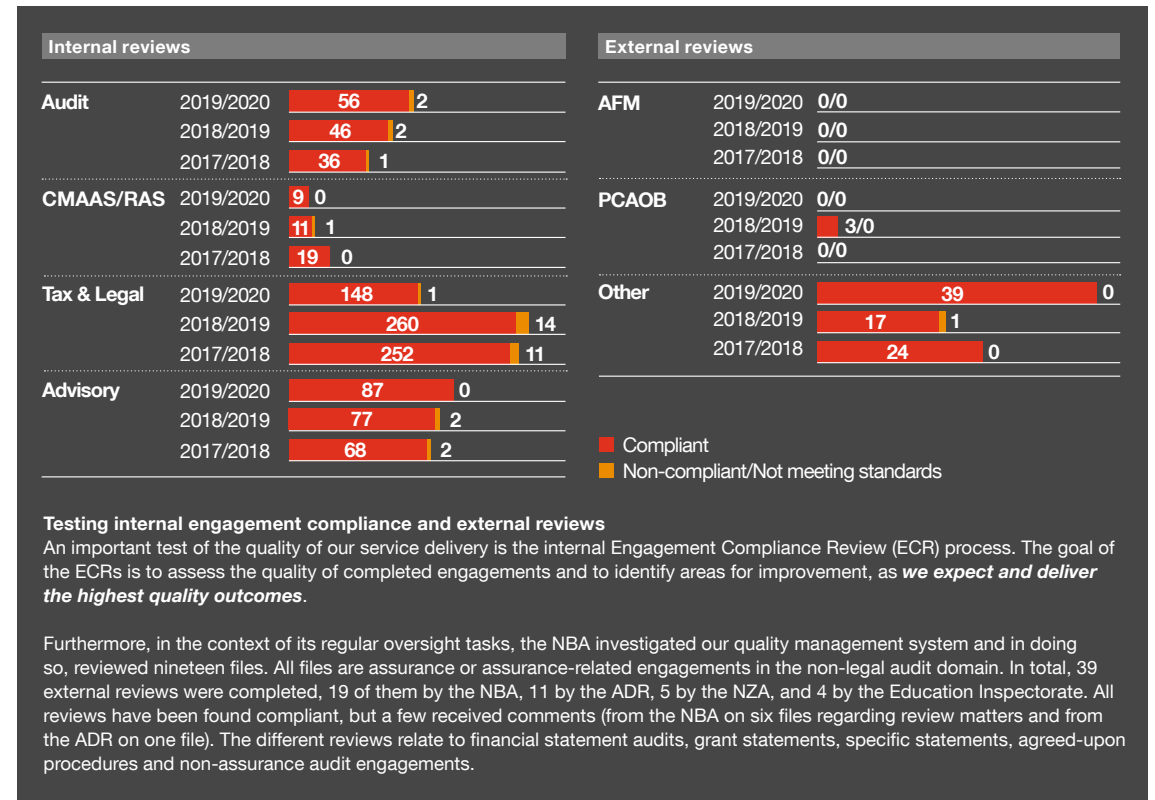 Internal reviews
Audit 2019/2020 56 2
2018/2019 46 2
2017/2018 36 1
CMAAS/RAS 2019/2020 9 0
2018/2019 11 1
2017/2018 19 0
Tax & Legal 2019/2020 148 1
2018/2019 260 14
2017/2018 252 11
Advisory 2019/2020 87 0
2018/2019 77 2
2017/2018 68 2
External reviews
AFM 2019/2020 0/0
2018/2019 0/0
2017/2018 0/0
PCAOB 2019/2020 0/0
2018/2019 3/0
2017/2018 0/0
Other 2019/2020 39 0
2018/2019 17 1
2017/2018 24 0
Compliant
Non-compliant/Not meeting standards
Testing internal engagement compliance and external reviews
An important test of the quality of our service delivery is the internal Engagement Compliance Review (ECR) process. The goal of
the ECRs is to assess the quality of completed engagements and to identify areas for improvement, as we expect and deliver
the highest quality outcomes.
Furthermore, in the context of its regular oversight tasks, the NBA investigated our quality management system and in doing
so, reviewed nineteen files. All files are assurance or assurance-related engagements in the non-legal audit domain. In total, 39
external reviews were completed, 19 of them by the NBA, 11 by the ADR, 5 by the NZA, and 4 by the Education Inspectorate. All
reviews have been found compliant, but a few received comments (from the NBA on six files regarding review matters and from
the ADR on one file). The different reviews relate to financial statement audits, grant statements, specific statements, agreed-upon
procedures and non-assurance audit engagements.